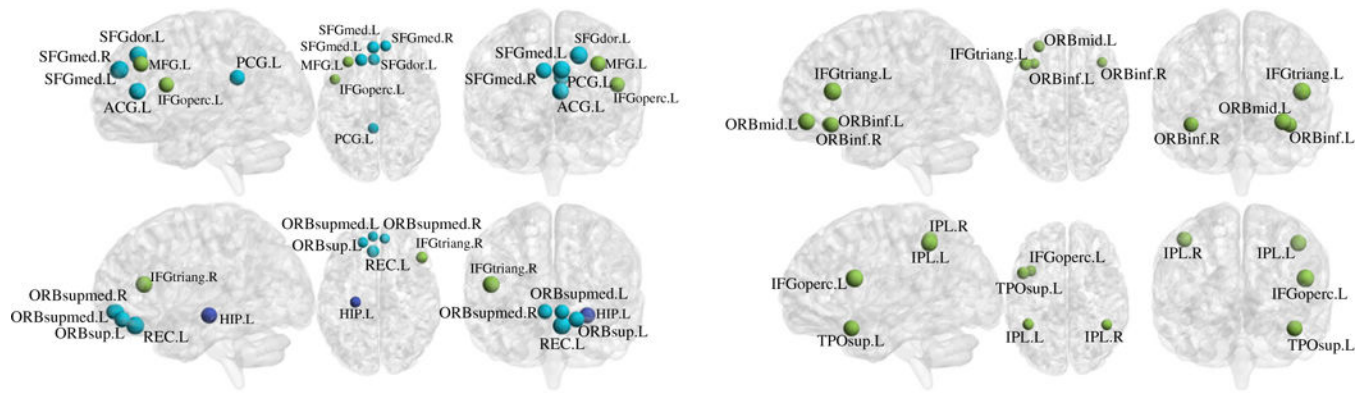 SFGdor.L
SFGmed.R
MFG.L
SFGmed.L
PCG.L
ACG.L
IFGoperc.L
SFGmed.L
SFGmed.R
SFGmed.L
MFG.L
SFGdor.L
IFGoperc.L
PCG.L
SFGdor.L
SFGmed.L
MFG.L
SFGmed.R
PCG.L
IFGoperc.L
ACG.L
IFGtriang.L
ORBmid.L
ORBinf.L
ORBinf.R
ORBmid.L
IFGtriang.L
ORBinf.L
ORBinf.R
IFGtriang.L
ORBmid.L
ORBinf.R
ORBinf.L
IFGtriang.R
ORBsupmed.R
ORBsupmed.L
HIP.L
ORBsup.L
REC.L
ORBsupmed.L
ORBsupmed.R
ORBsup.L
IFGtriang.R
REC.L
HIP.L
IFGtriang.R
ORBsupmed.L
ORBsupmed.R
HIP.L
ORBsup.L
REC.L
IPL.R
IPL.L
IFGoperc.L
TPOsup.L
IFGoperc.L
TPOsup.L
IPL.L
IPL.R
IPL.R
IPL.L
IFGoperc.L
TPOsup.L